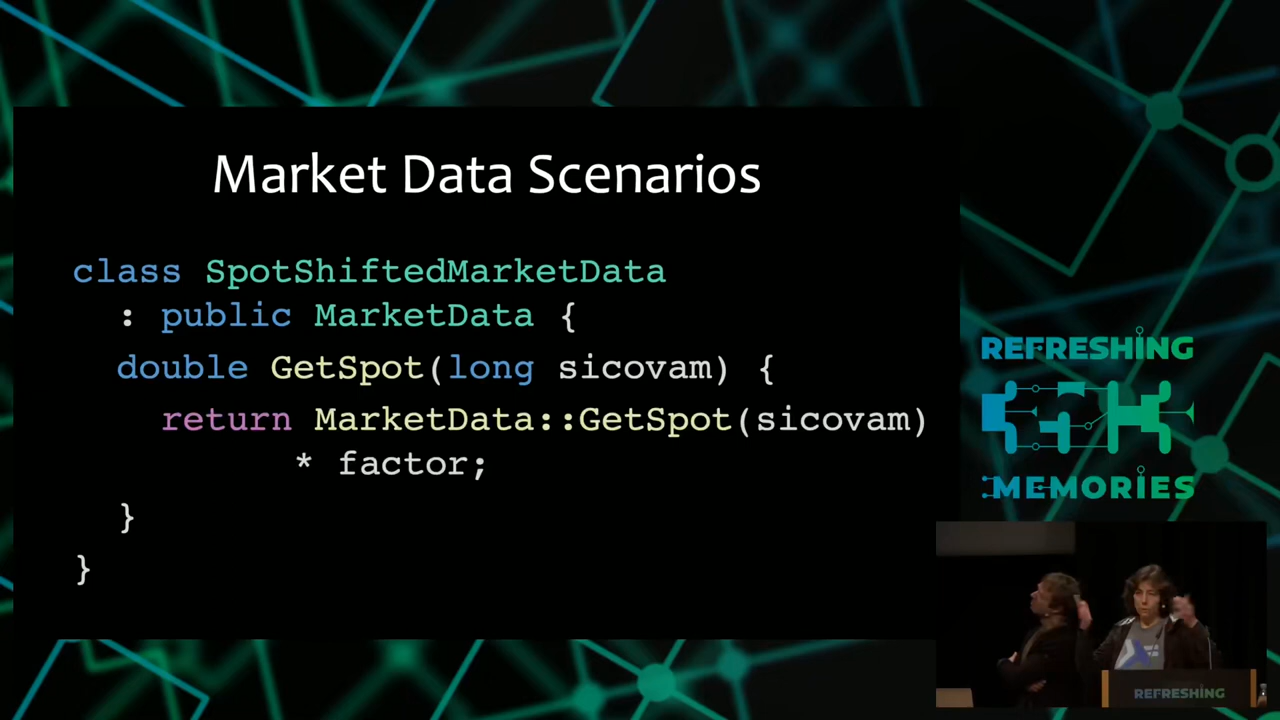 Market Data Scenarios
class SpotShiftedMarketData
: public MarketData {
double GetSpot(long sicovam) {
return MarketData::GetSpot(sicovam)
* factor;
}
}
REFRESHING
MEMORIES
REFRESHING